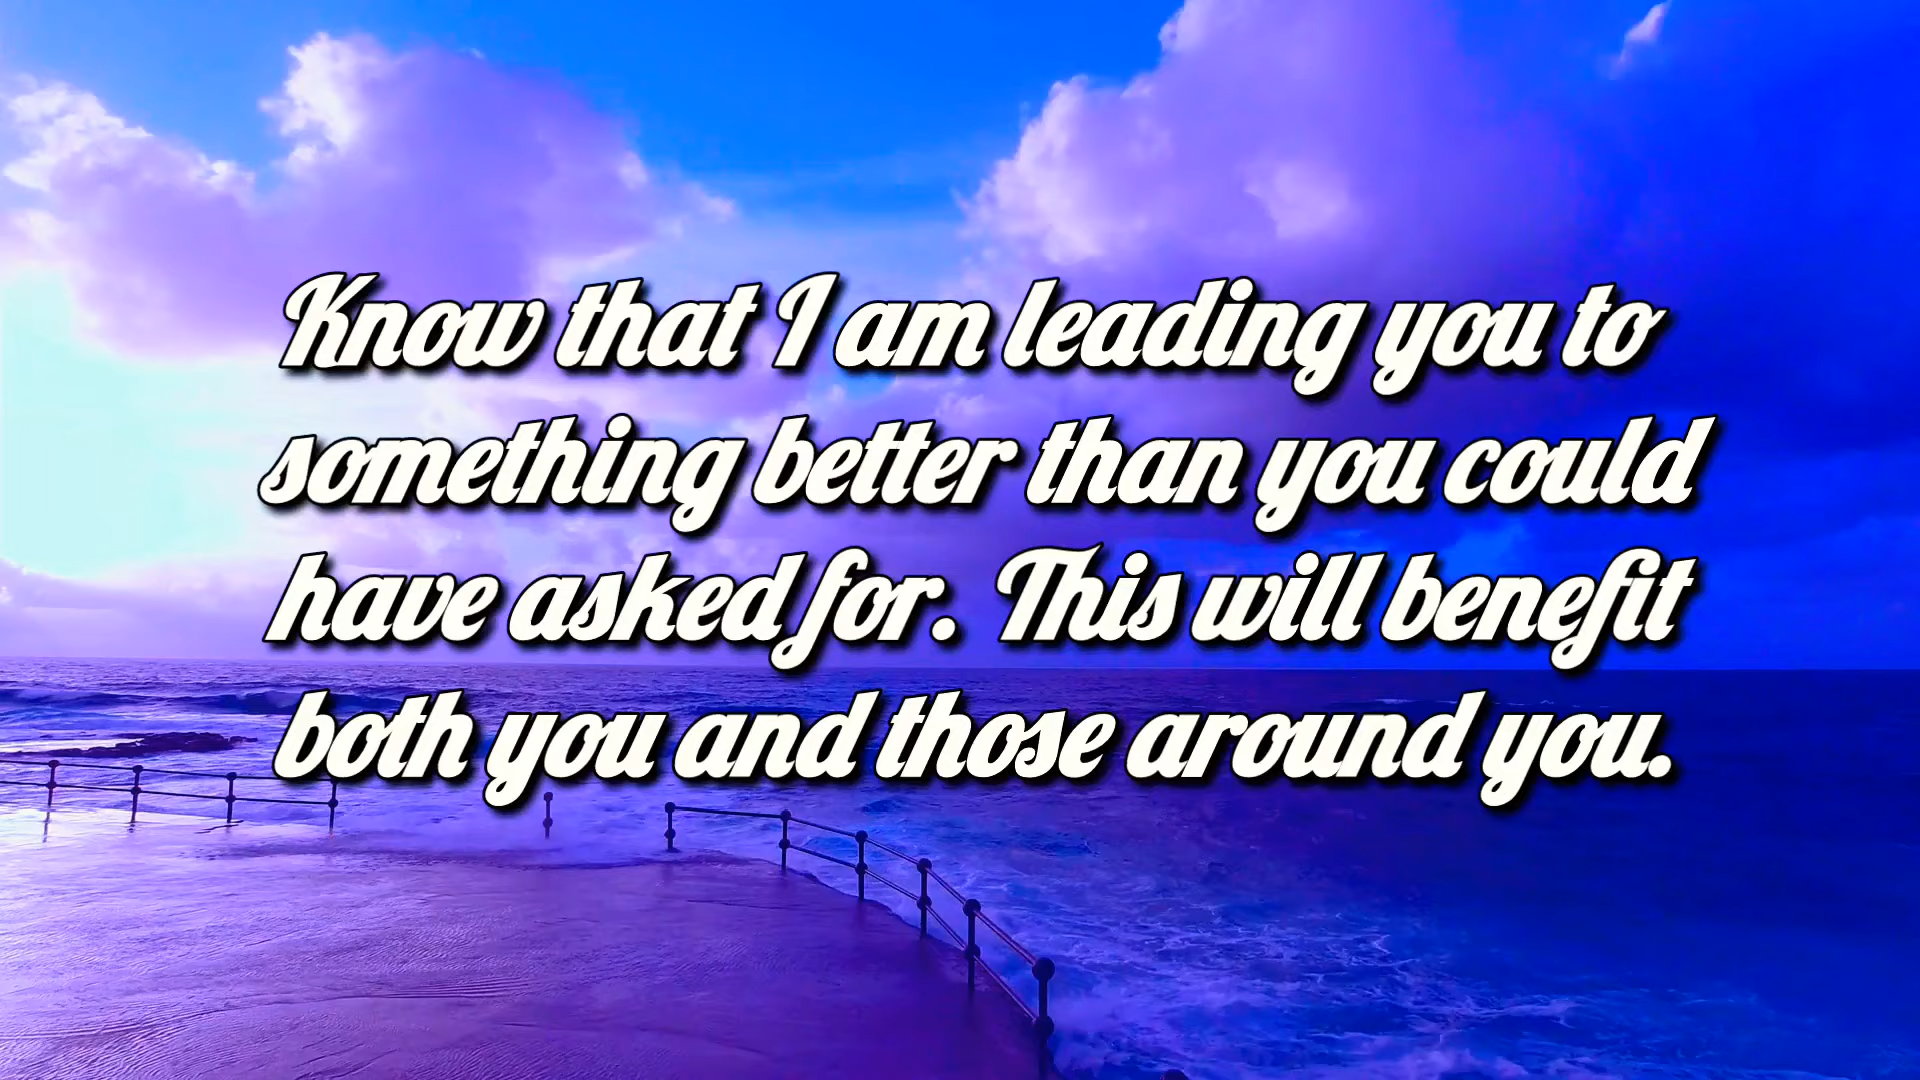 Know that I am leading you to
something better than you could
have asked for. This will benefit
both you and those around you.